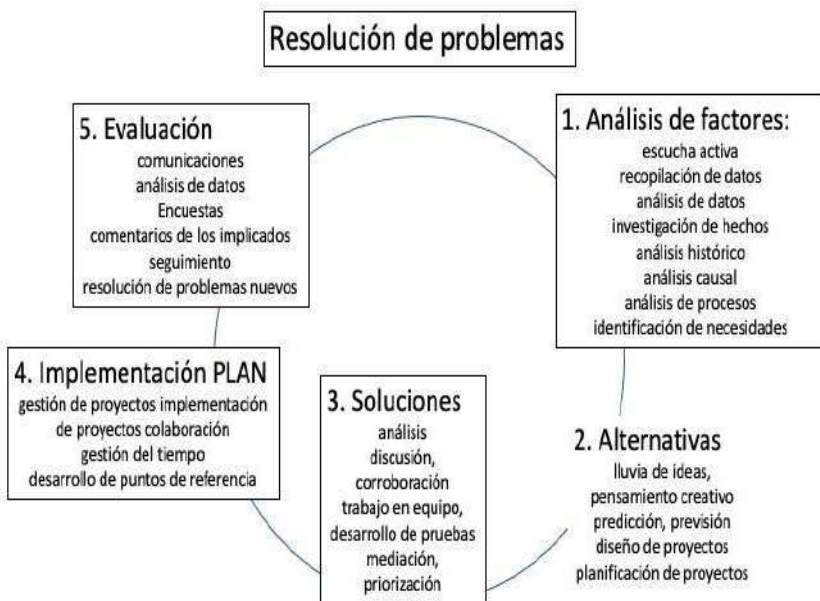 Resolución de problemas
1. Análisis de factores:
escucha activa
recopilación de datos
análisis de datos
investigación de hechos
análisis histórico
análisis causal
análisis de procesos
identificación de necesidades
2. Alternativas
lluvia de ideas,
pensamiento creativo
predicción, previsión
diseño de proyectos
planificación de proyectos
3. Soluciones
análisis
discusión,
corroboración
trabajo en equipo,
desarrollo de pruebas
mediación,
priorización
4. Implementación PLAN
gestión de proyectos implementación
de proyectos colaboración
gestión del tiempo
desarrollo de puntos de referencia
5. Evaluación
comunicaciones
análisis de datos
Encuestas
comentarios de los implicados
seguimiento
resolución de problemas nuevos